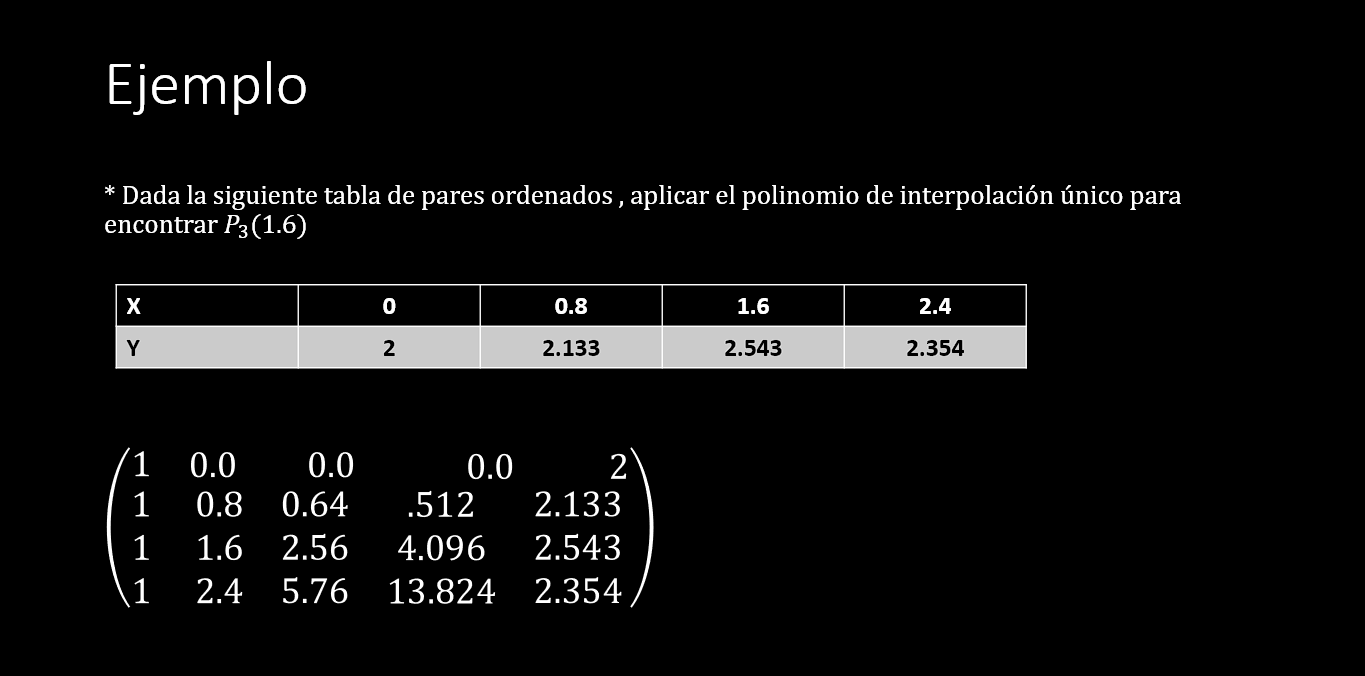 Ejemplo
* Dada la siguiente tabla de pares ordenados , aplicar el polinomio de interpolación único para
encontrar P₃(1.6)
X 0 0.8 1.6 2.4
Y 2 2.133 2.543 2.354
1 0.0 0.0 0.0 2
1 0.8 0.64 .512 2.133
1 1.6 2.56 4.096 2.543
1 2.4 5.76 13.824 2.354